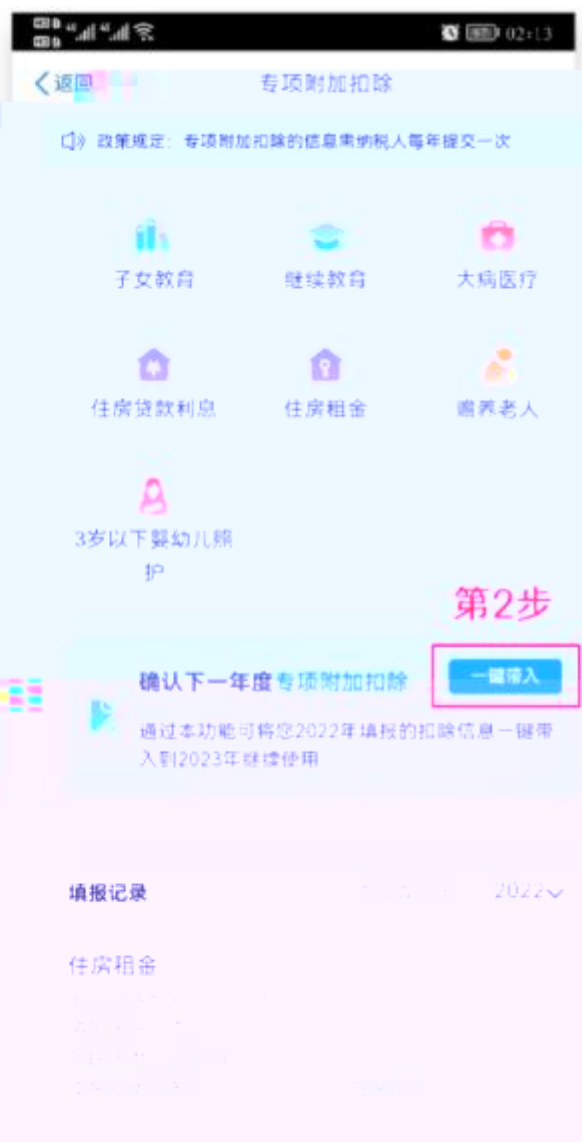 02:13
返回
专项附加扣除
政策规定：专项附加扣除的信息需纳税人每年提交一次
子女教育
继续教育
大病医疗
住房贷款利息
住房租金
赡养老人
3岁以下婴幼儿照
护
第2步
确认下一年度专项附加扣除
一键带入
通过本功能可将您2022年填报的扣除信息一键带
入到2023年继续使用
填报记录
2022
住房租金